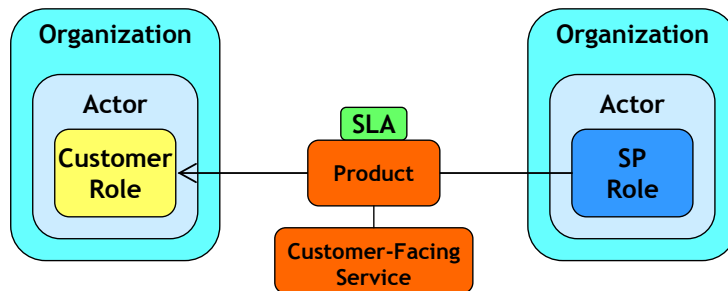 Organization
Actor
Customer
Role
SLA
Product
Customer-Facing
Service
Organization
Actor
SP
Role